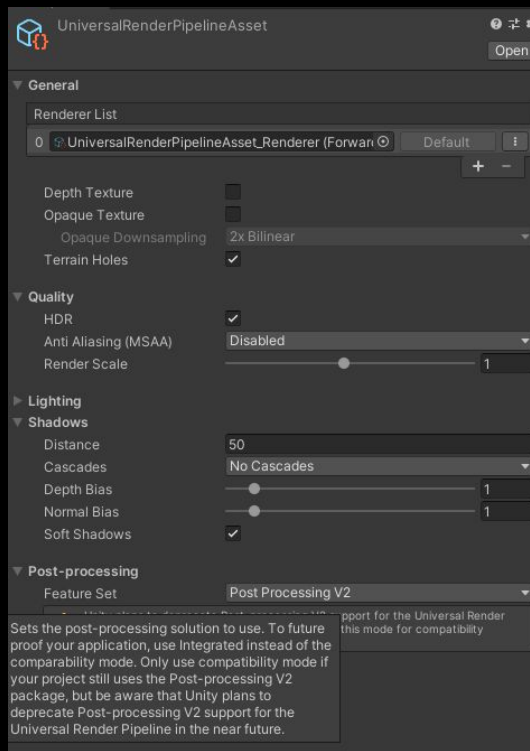 UniversalRenderPipelineAsset
Open
General
Renderer List
0 UniversalRenderPipelineAsset_Renderer (Forwar Default
+ -
Depth Texture
Opaque Texture
Opaque Downsampling 2x Bilinear
Terrain Holes
Quality
HDR
Anti Aliasing (MSAA) Disabled
Render Scale 1
Lighting
Shadows
Distance 50
Cascades No Cascades
Depth Bias 1
Normal Bias 1
Soft Shadows
Post-processing
Feature Set Post Processing V2
pport for the Universal Render
this mode for compatibility
Sets the post-processing solution to use. To future
proof your application, use Integrated instead of the
comparability mode. Only use compatibility mode if
your project still uses the Post-processing V2
package, but be aware that Unity plans to
deprecate Post-processing V2 support for the
Universal Render Pipeline in the near future.